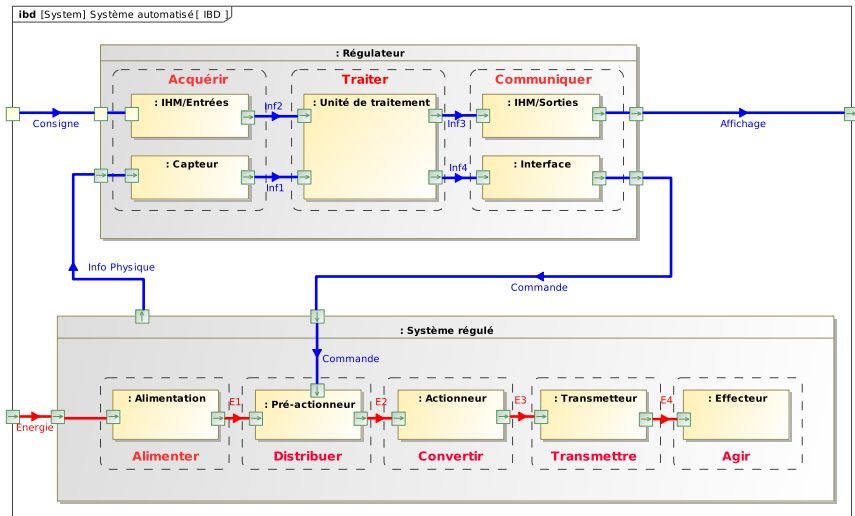 ibd [System] Système automatisé [ IBD ]
: Régulateur
Acquérir
Traiter
Communiquer
: IHM/Entrées
: Unité de traitement
: IHM/Sorties
Inf2
Inf3
Consigne
Affichage
: Capteur
: Interface
Inf4
Inf1
Info Physique
Commande
: Système régulé
Commande
: Alimentation
: Pré-actionneur
: Actionneur
: Transmetteur
: Effecteur
E1
E2
E3
E4
Energie
Alimenter
Distribuer
Convertir
Transmettre
Agir